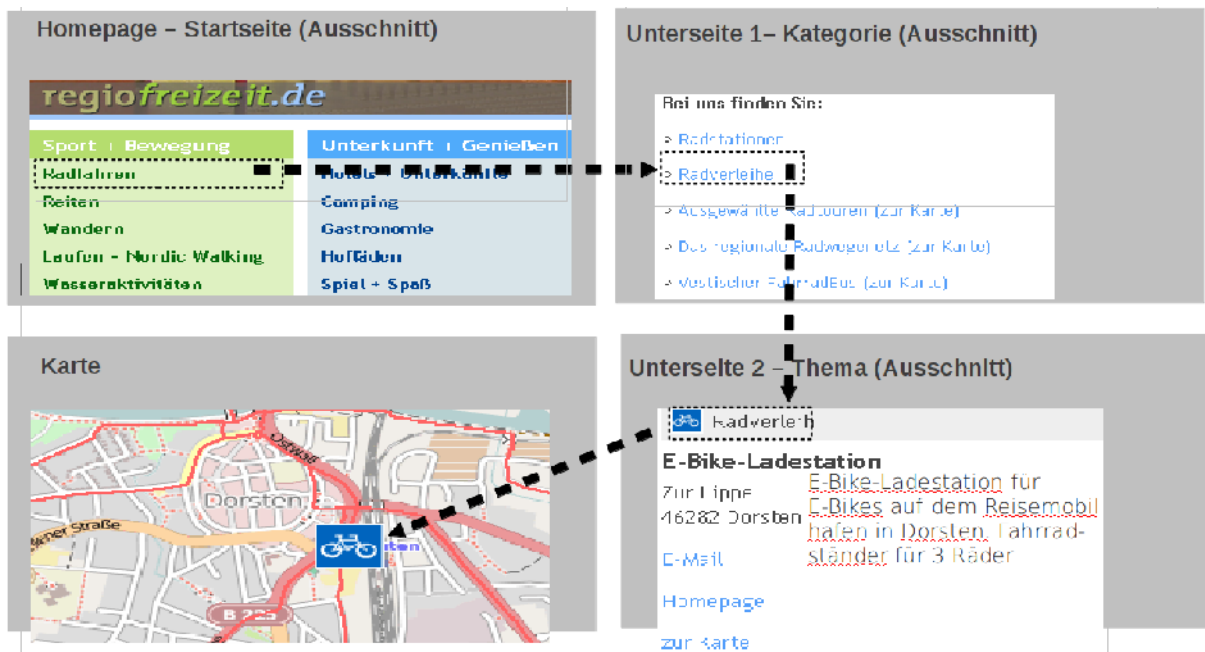 Homepage – Startseite (Ausschnitt)
regiofreizeit.de
Sport + Bewegung
Radfahren
Reiten
Wandern
Laufen - Nordic Walking
Wasseraktivitäten
Unterkunft + Genießen
Hotels + Unterkünfte
Camping
Gastronomie
Hofläden
Spiel + Spaß
Unterseite 1– Kategorie (Ausschnitt)
Bei uns finden Sie:
> Radstationen
> Radverleihe
> Ausgewählte Radtouren (zur Karte)
> Das regionale Radwegenetz (zur Karte)
> Vestischer FahrradBus (zur Karte)
Karte
Ostwall
Dorsten
ener Straße
sten
B 225
Unterseite 2 – Thema (Ausschnitt)
Radverleih
E-Bike-Ladestation
Zur Lippe
46282 Dorsten
E-Mail
Homepage
zur Karte
E-Bike-Ladestation für
E-Bikes auf dem Reisemobil
hafen in Dorsten. Fahrrad-
ständer für 3 Räder